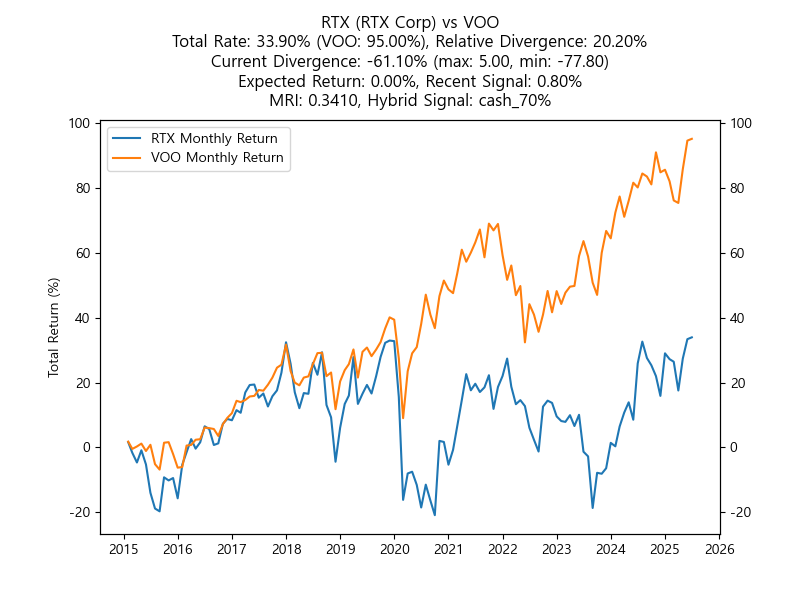 RTX (RTX Corp) vs VOO
Total Rate: 33.90% (VOO: 95.00%), Relative Divergence: 20.20%
Current Divergence: -61.10% (max: 5.00, min: -77.80)
Expected Return: 0.00%, Recent Signal: 0.80%
MRI: 0.3410, Hybrid Signal: cash_70%
RTX Monthly Return
VOO Monthly Return
Total Return (%)
100
80
60
40
20
0
-20
100
80
60
40
20
0
-20
2015 2016 2017 2018 2019 2020 2021 2022 2023 2024 2025 2026